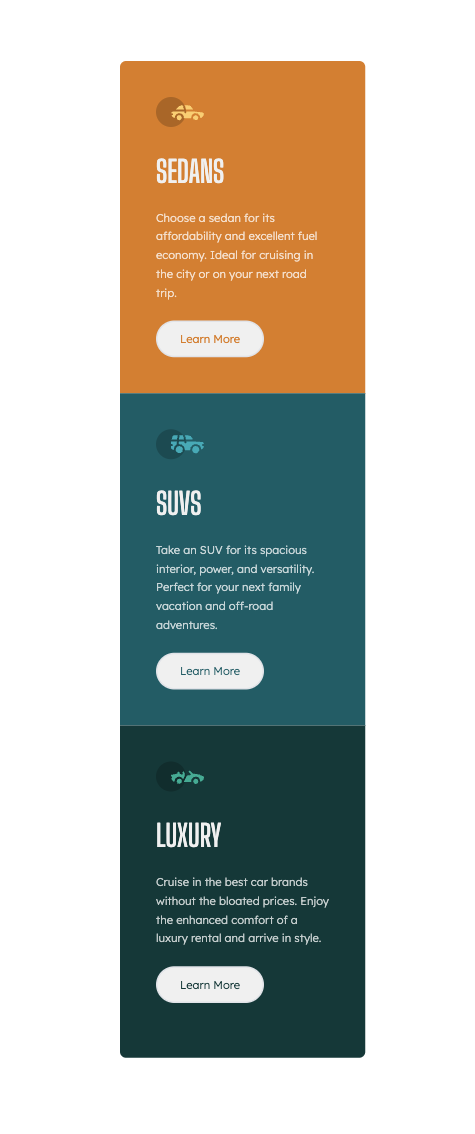 SEDANS
Choose a sedan for its
affordability and excellent fuel
economy. Ideal for cruising in
the city or on your next road
trip.
Learn More
SUVS
Take an SUV for its spacious
interior, power, and versatility.
Perfect for your next family
vacation and off-road
adventures.
Learn More
LUXURY
Cruise in the best car brands
without the bloated prices. Enjoy
the enhanced comfort of a
luxury rental and arrive in style.
Learn More